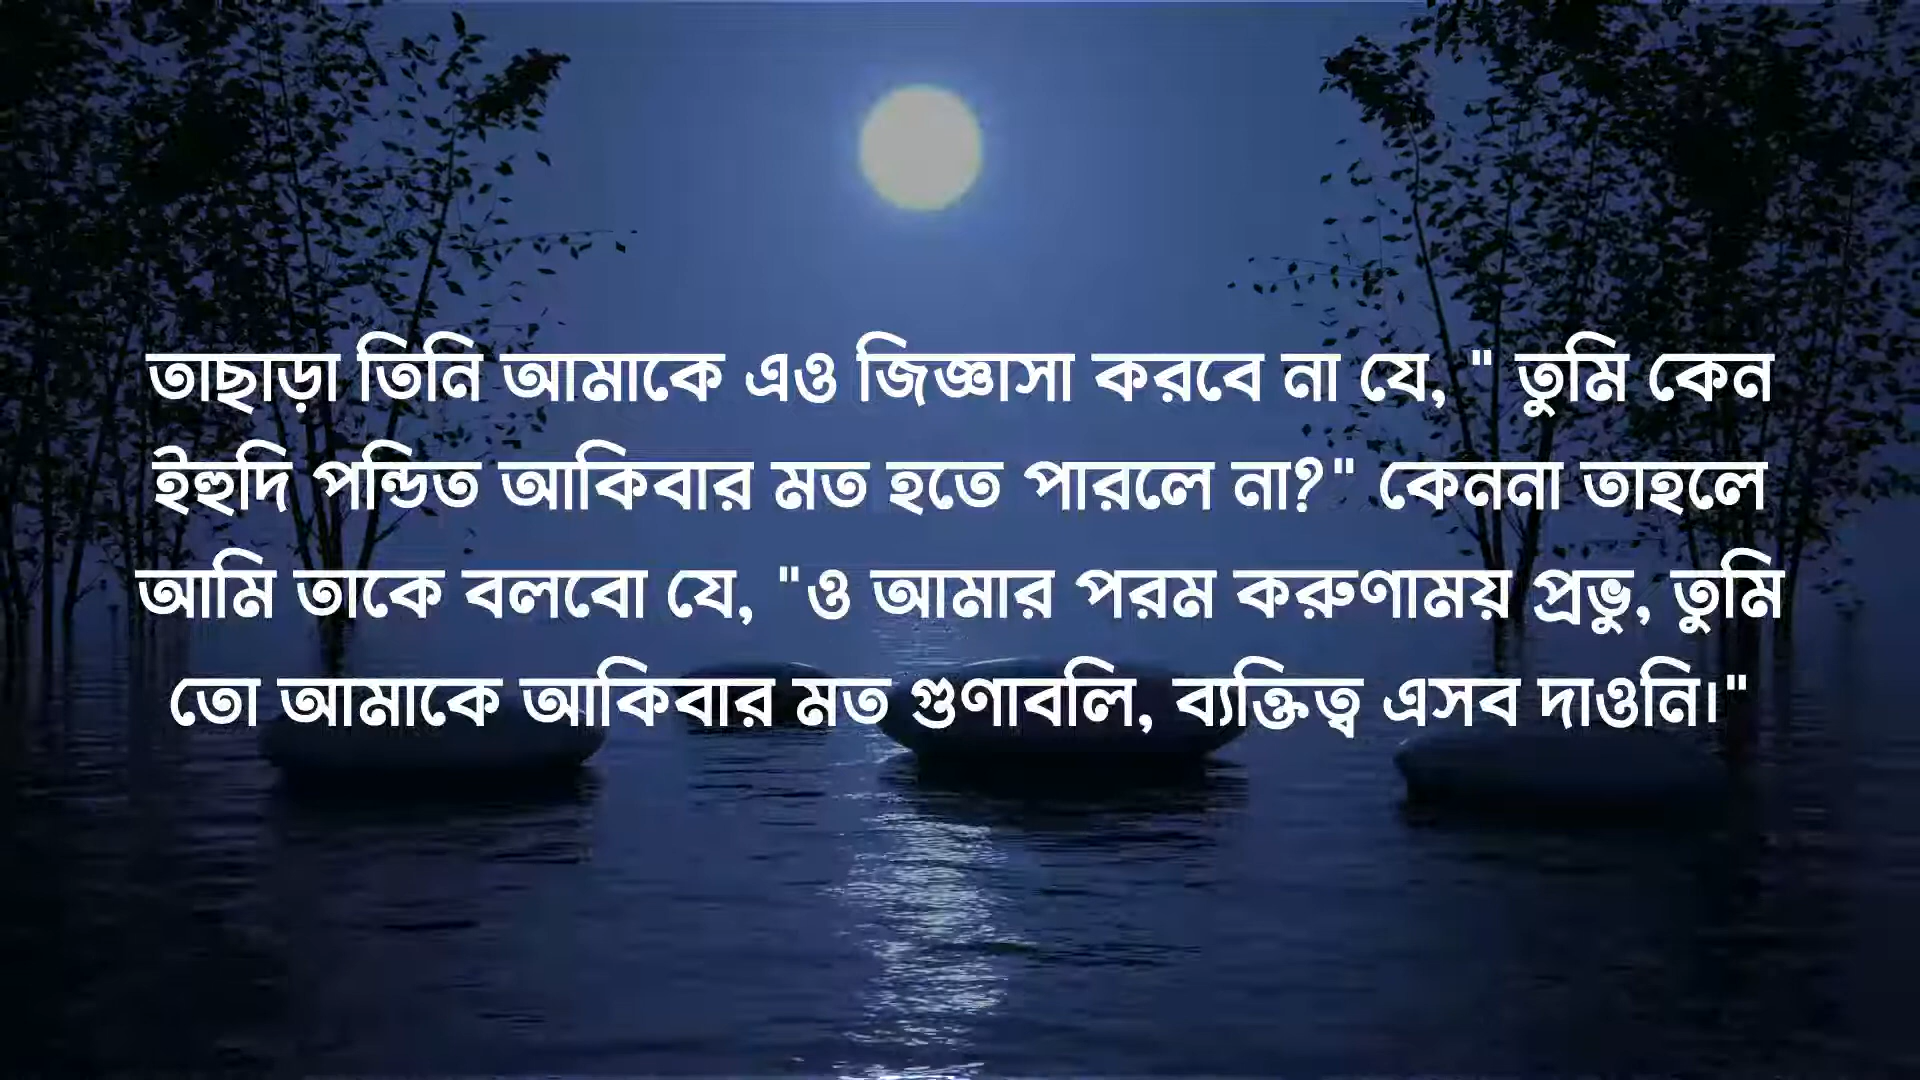 তাছাড়া তিনি আমাকে এও জিজ্ঞাসা করবে না যে, " তুমি কেন
ইহুদি পন্ডিত আকিবার মত হতে পারলে না?" কেননা তাহলে
আমি তাকে বলবো যে, "ও আমার পরম করুণাময় প্রভু, তুমি
তো আমাকে আকিবার মত গুণাবলি, ব্যক্তিত্ব এসব দাওনি।"